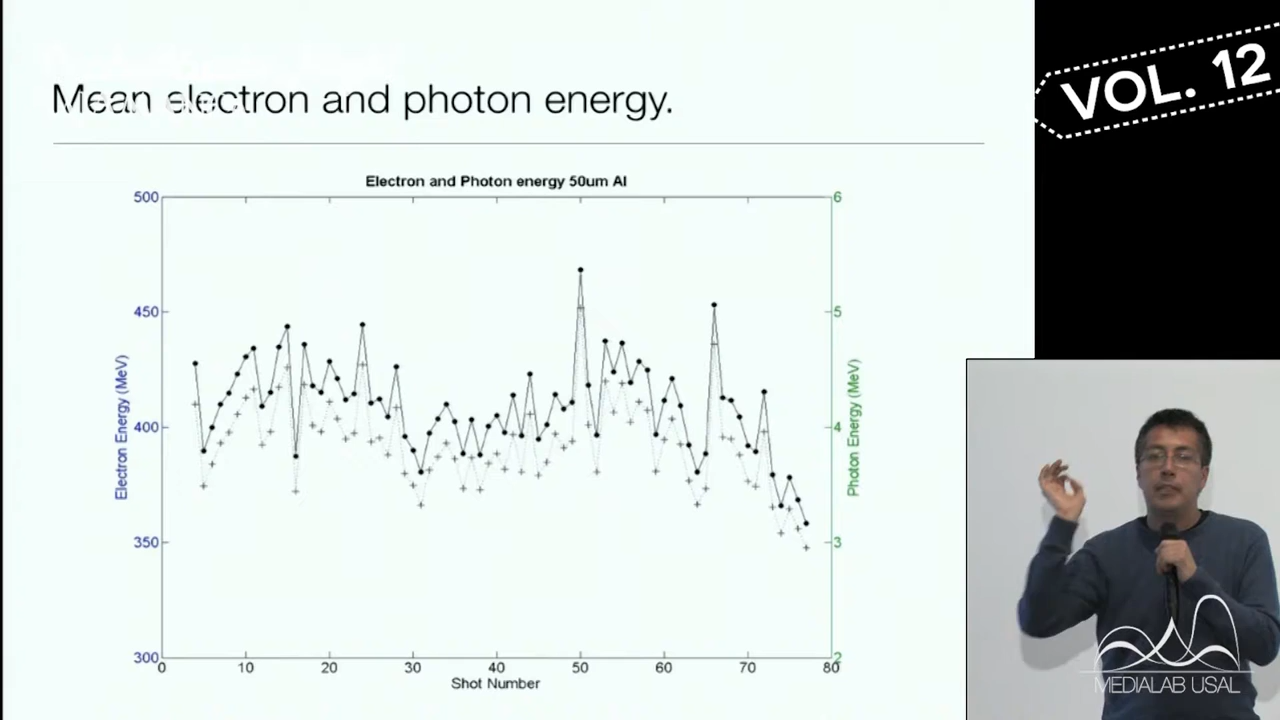 Mean electron and photon energy.
VOL. 12
Electron and Photon energy 50um Al
500
450
400
350
300
Electron Energy (MeV)
6
5
4
3
2
Photon Energy (MeV)
0 10 20 30 40 50 60 70 80
Shot Number
MEDIALAB USAL